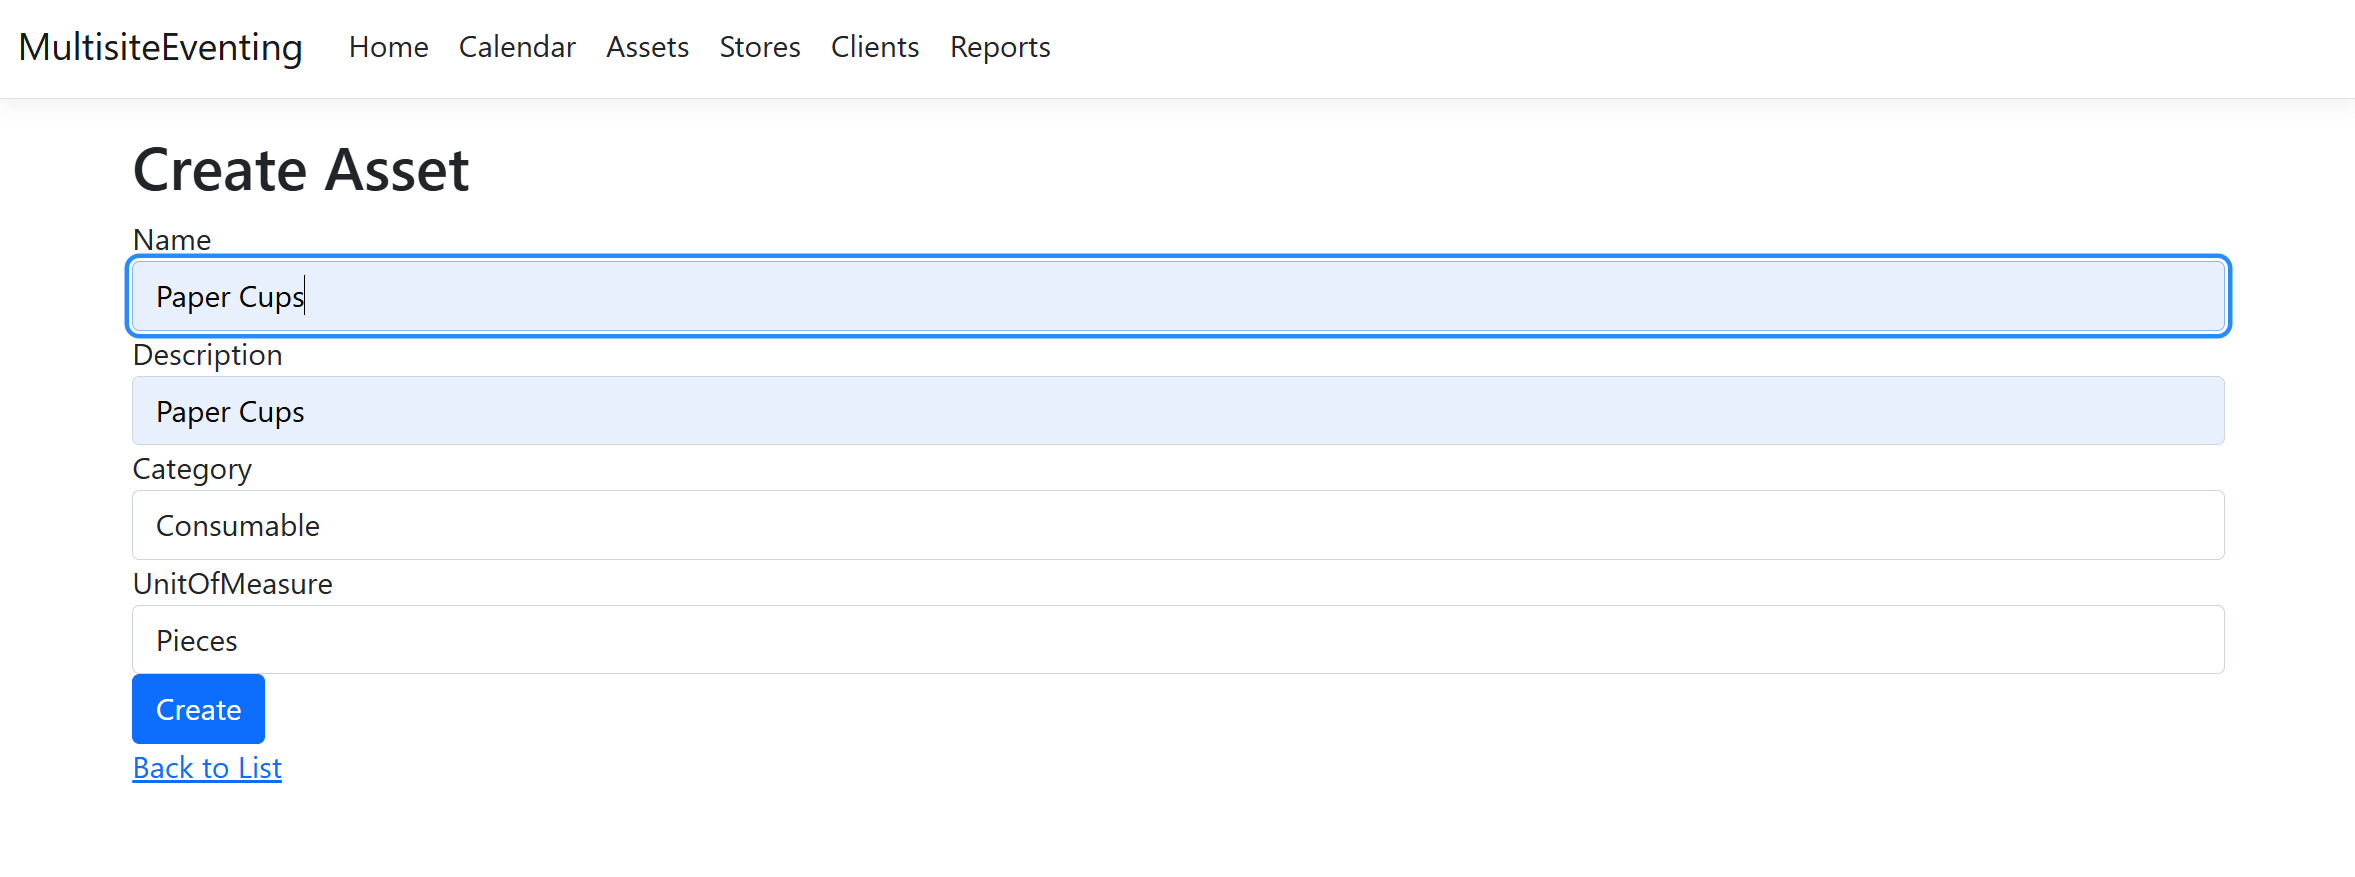 MultisiteEventing Home Calendar Assets Stores Clients Reports
Create Asset
Name
Paper Cups
Description
Paper Cups
Category
Consumable
UnitOfMeasure
Pieces
Create
Back to List